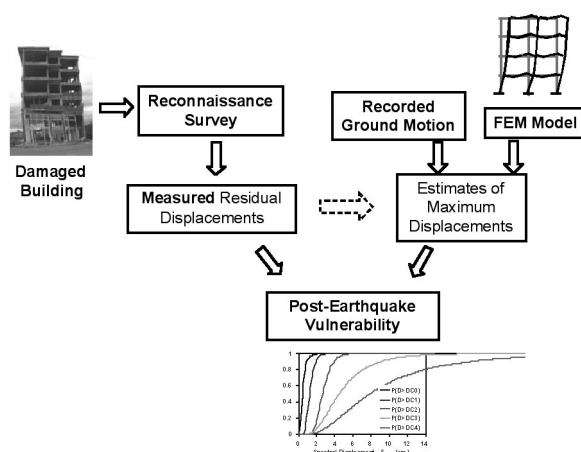 Damaged
Building
Reconnaissance
Survey
Recorded
Ground Motion
FEM Model
Measured Residual
Displacements
Estimates of
Maximum
Displacements
Post-Earthquake
Vulnerability
1
0.8
0.6
0.4
0.2
0
P(D>DC0)
P(D>DC1)
P(D>DC2)
P(D>DC3)
P(D>DC4)
0 2 4 6 8 10 12 14
Spectral Displacement